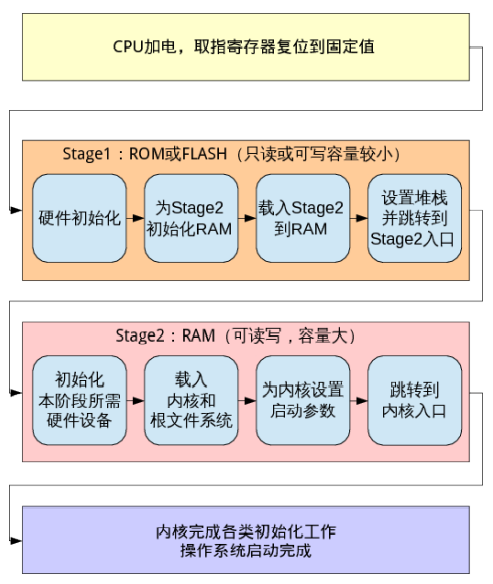 CPU加电，取指寄存器复位到固定值
Stage1：ROM或FLASH（只读或可写容量较小）
硬件初始化
为Stage2
初始化RAM
载入Stage2
到RAM
设置堆栈
并跳转到
Stage2入口
Stage2：RAM（可读写，容量大）
初始化
本阶段所需
硬件设备
载入
内核和
根文件系统
为内核设置
启动参数
跳转到
内核入口
内核完成各类初始化工作
操作系统启动完成